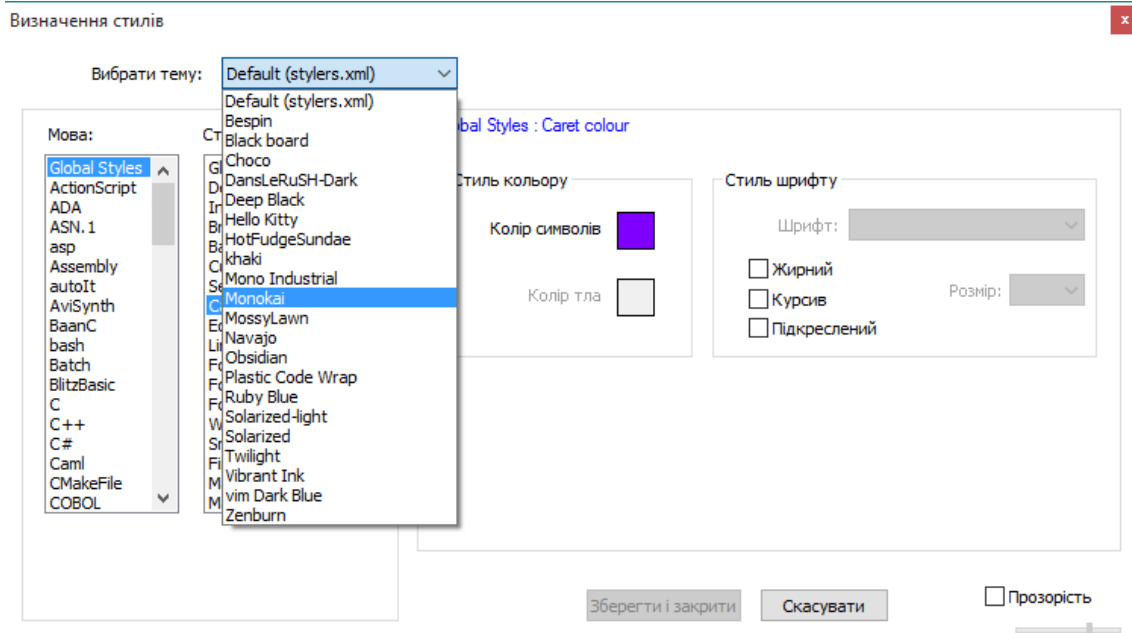 Визначення стилів
x
Вибрати тему:
Default (stylers.xml)
Default (stylers.xml)
Bespin
Black board
Choco
DansLeRuSH-Dark
Deep Black
Hello Kitty
HotFudgeSundae
khaki
Mono Industrial
Monokai
MossyLawn
Navajo
Obsidian
Plastic Code Wrap
Ruby Blue
Solarized-light
Solarized
Twilight
Vibrant Ink
vim Dark Blue
Zenburn
Мова:
Global Styles
ActionScript
ADA
ASN.1
asp
Assembly
autoIt
AviSynth
BaanC
bash
Batch
BlitzBasic
C
C++
C#
Caml
CMakeFile
COBOL
Styles : Caret colour
Стиль кольору
Колір символів
Колір тла
Стиль шрифту
Шрифт:
Жирний
Курсив
Підкреслений
Розмір:
Зберегти і закрити
Скасувати
Прозорість